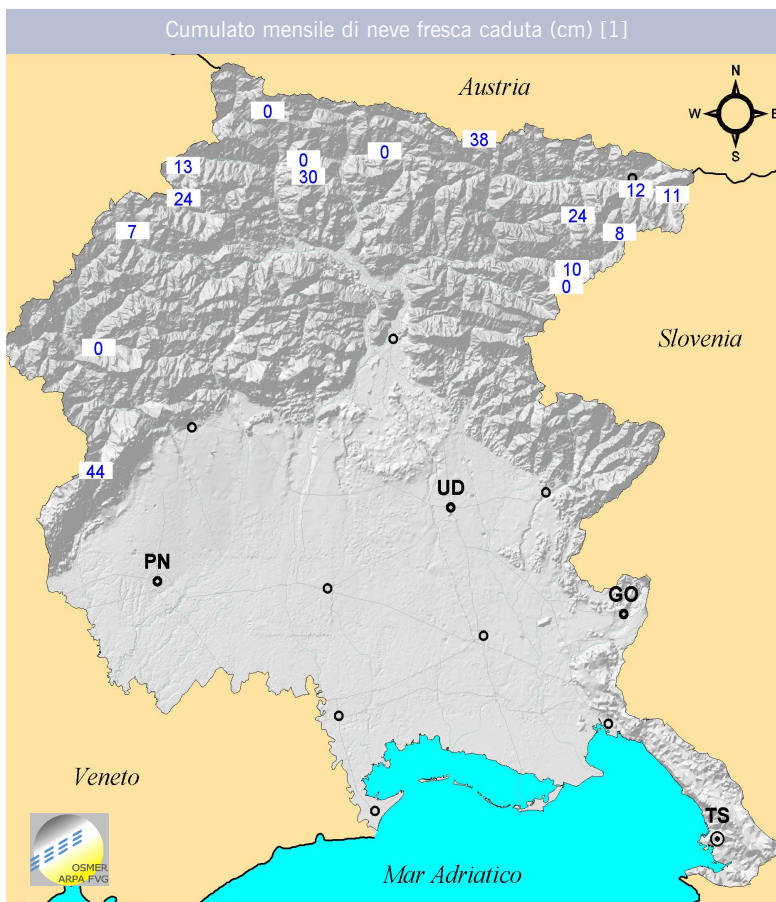 Cumulato mensile di neve fresca caduta (cm) [1]
Austria
N
W E
S
0
38
0
0
13
30
12
11
24
24
7
8
10
0
Slovenia
0
44
UD
PN
GO
Veneto
TS
OSMER
ARPA FVG
Mar Adriatico